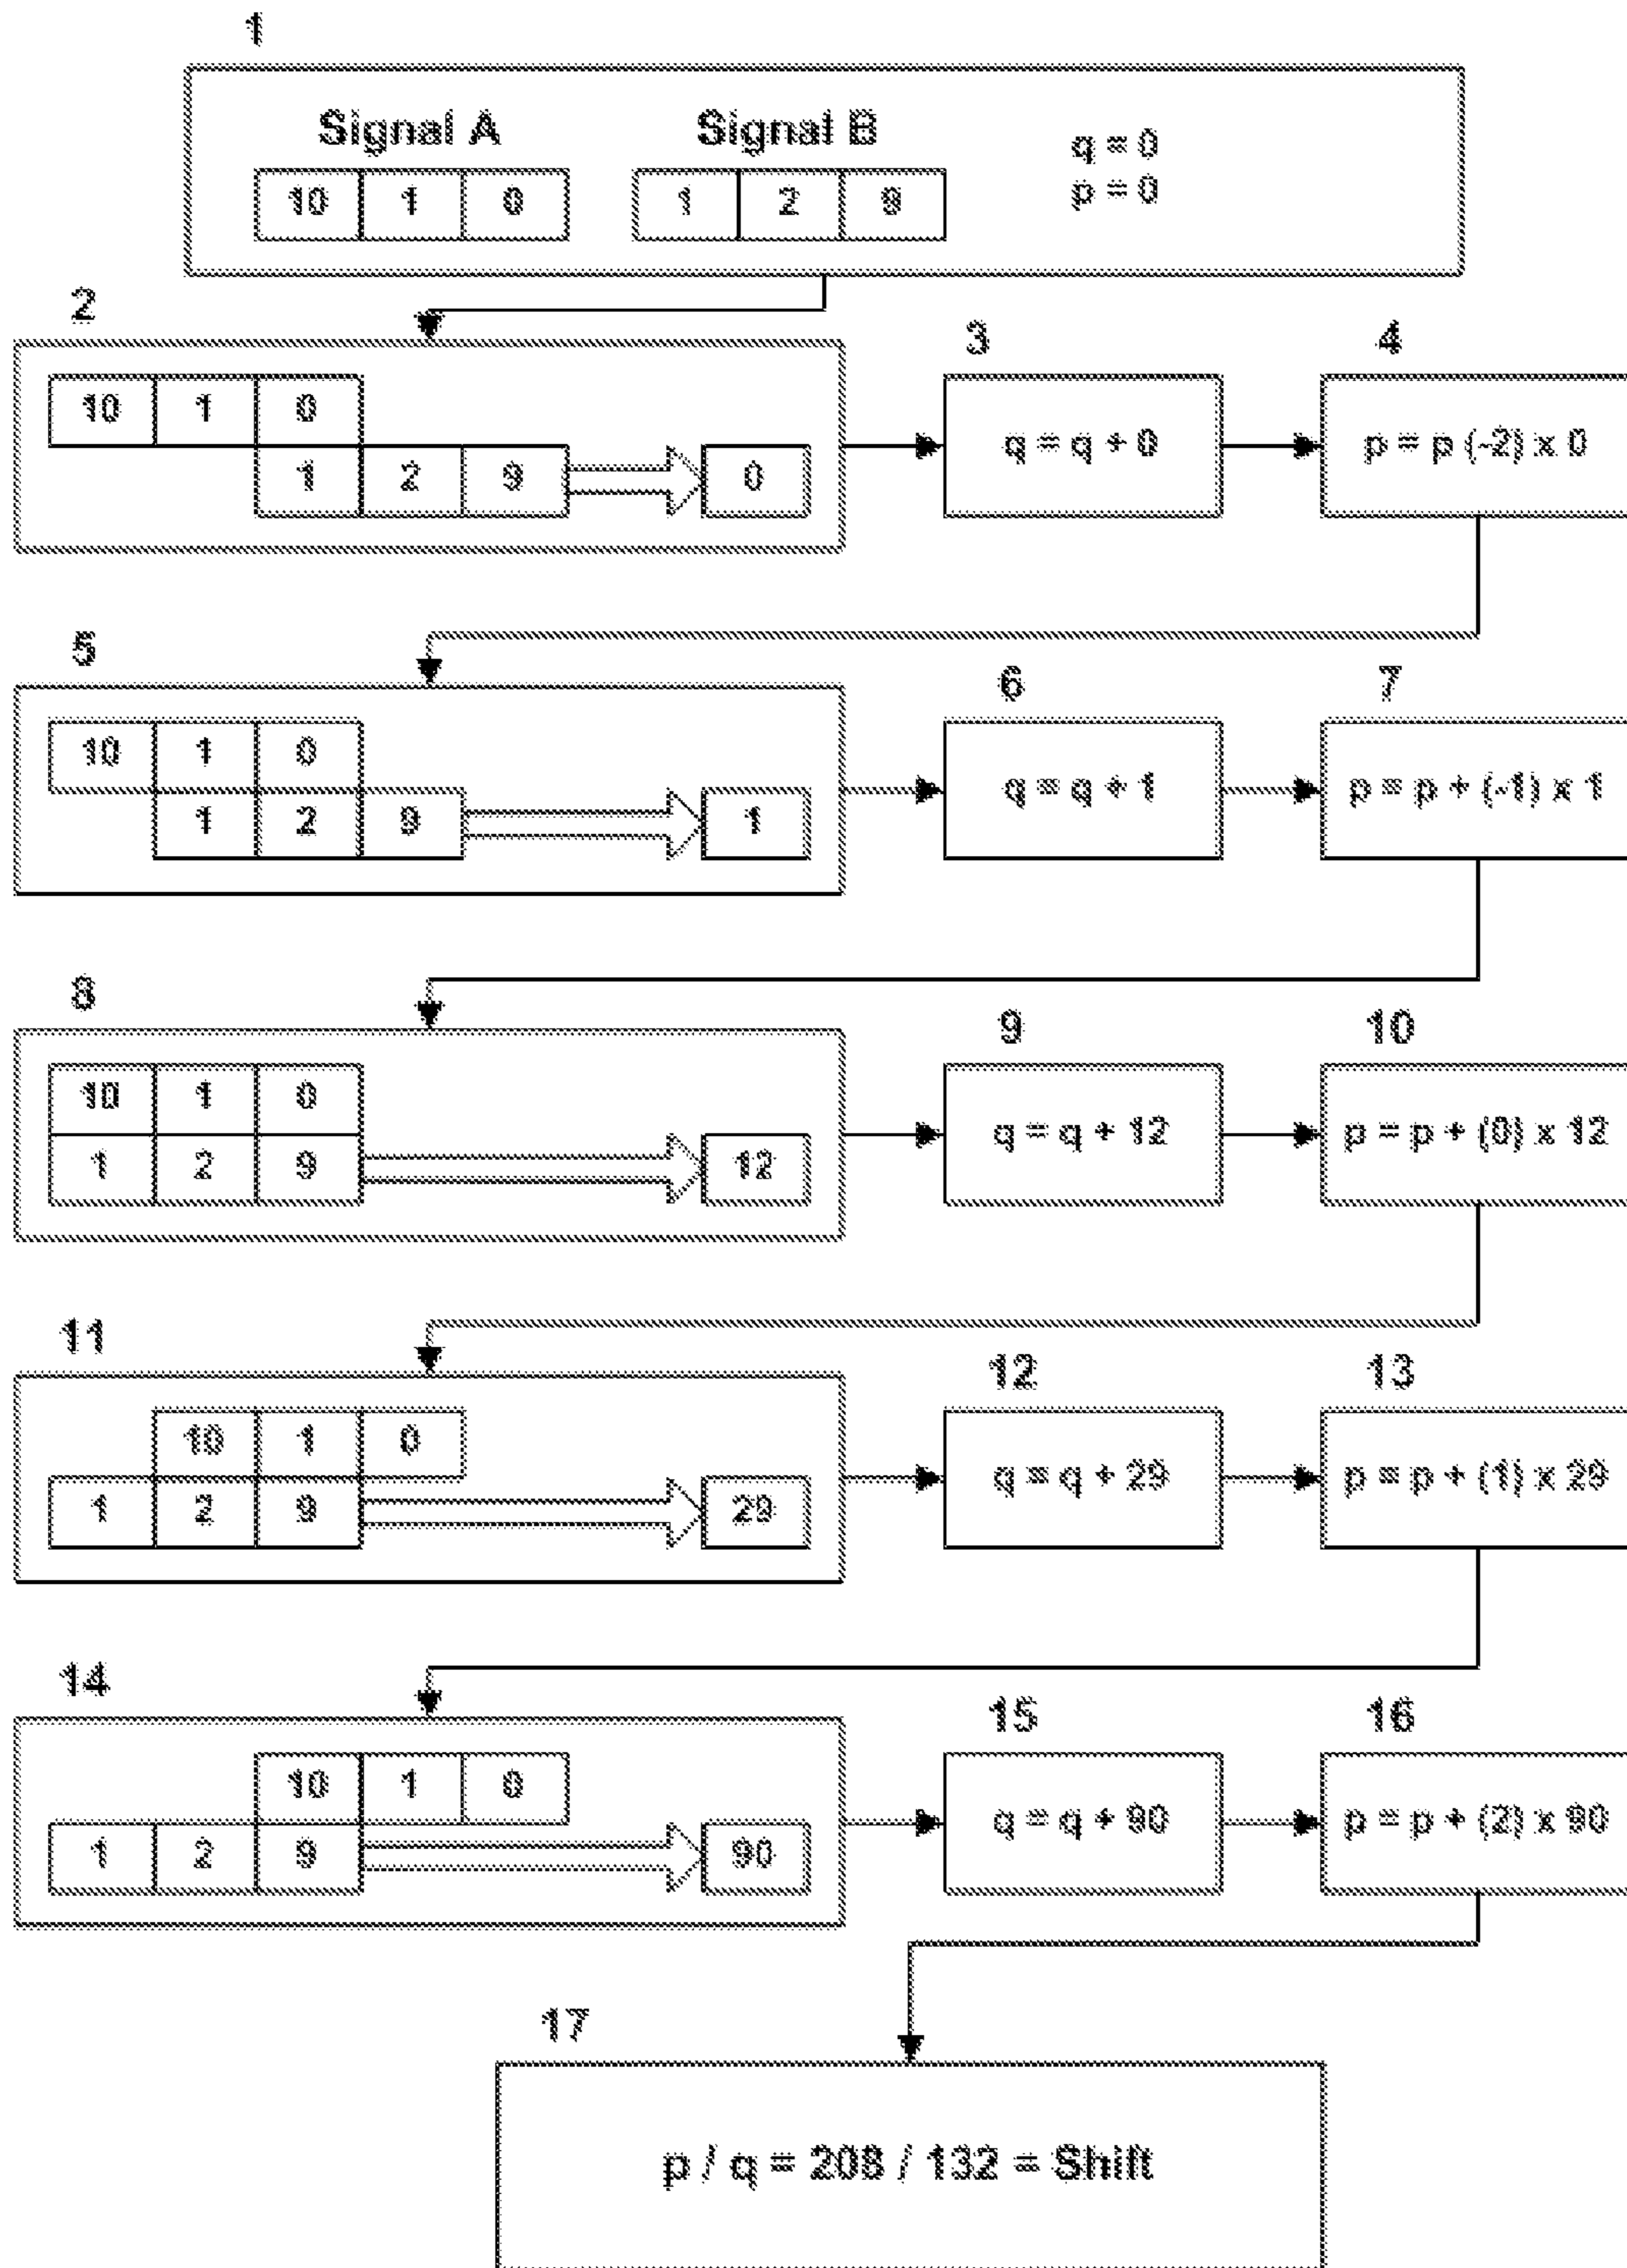 1
Signal A Signal B
q = 0
p = 0
10 1 0 1 2 9
2
3
4
10 1 0
1 2 9 0
q = q + 0
p = p (-2) x 0
5
6
7
10 1 0
1 2 9 1
q = q + 1
p = p + (-1) x 1
8
9
10
10 1 0
1 2 9 12
q = q + 12
p = p + (0) x 12
11
12
13
10 1 0
1 2 9 29
q = q + 29
p = p + (1) x 29
14
15
16
10 1 0
1 2 9 90
q = q + 90
p = p + (2) x 90
17
p / q = 208 / 132 = Shift